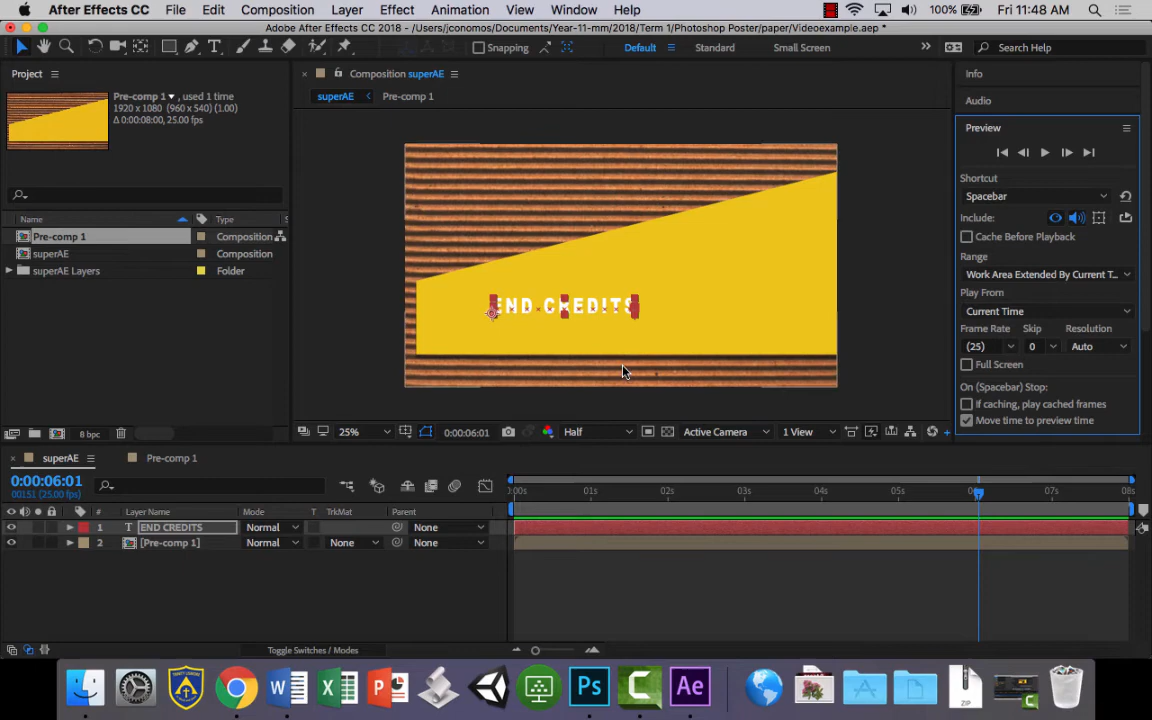 After Effects CC File Edit Composition Layer Effect Animation View Window Help 100% Fri 11:48 AM
Adobe After Effects CC 2018 - /Users/jconomos/Documents/Year-11-mm/2018/Term 1/Photoshop Poster/paper/Videoexample.aep *
Snapping Default Standard Small Screen Search Help
Project
Composition superAE
Info
Pre-comp 1 , used 1 time
1920 x 1080 (960 x 540) (1.00)
Δ 0:00:08:00, 25.00 fps
superAE Pre-comp 1
Audio
Preview
Shortcut
Spacebar
Include:
Cache Before Playback
Range
Work Area Extended By Current T...
Play From
Current Time
Frame Rate Skip Resolution
(25) 0 Auto
Full Screen
On (Spacebar) Stop:
If caching, play cached frames
Move time to preview time
Name Type
Pre-comp 1 Composition
superAE Composition
superAE Layers Folder
END CREDITS
8 bpc
25% 0:00:06:01 Half Active Camera 1 View
superAE Pre-comp 1
0:00:06:01
00151 (25.00 fps)
:00s 01s 02s 03s 04s 05s 07s 08s
# Layer Name Mode T TrkMat Parent
1 T END CREDITS Normal None
2 [Pre-comp 1] Normal None None
Toggle Switches / Modes
W X P Ps C Ae
ZIP